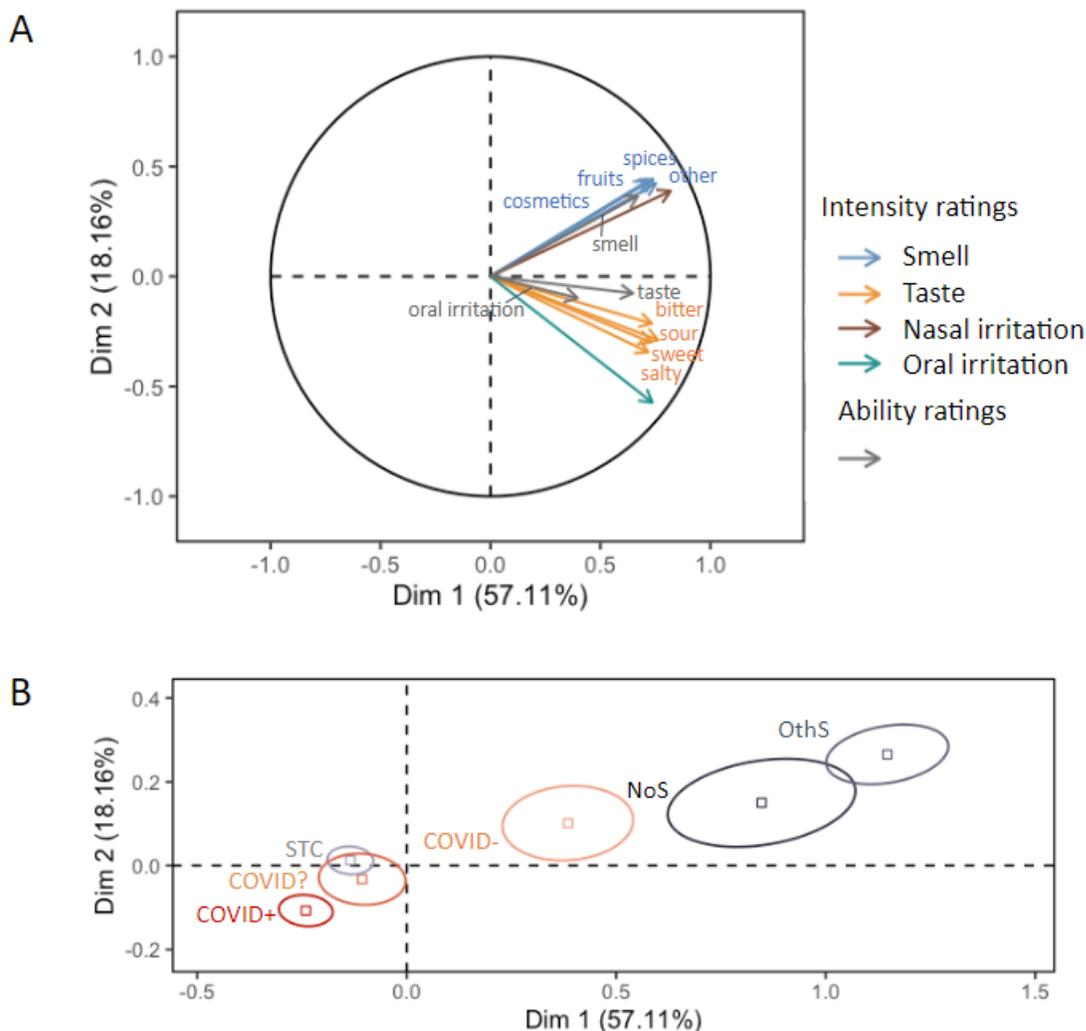 A
1.0
0.5
0.0
-0.5
-1.0
Dim 2 (18.16%)
spices
fruits
other
cosmetics
smell
oral irritation
taste
bitter
sour
sweet
salty
-1.0 -0.5 0.0 0.5 1.0
Dim 1 (57.11%)
Intensity ratings
Smell
Taste
Nasal irritation
Oral irritation
Ability ratings
B
0.4
0.2
0.0
-0.2
Dim 2 (18.16%)
OthS
NoS
COVID-
STC
COVID?
COVID+
-0.5 0.0 0.5 1.0 1.5
Dim 1 (57.11%)